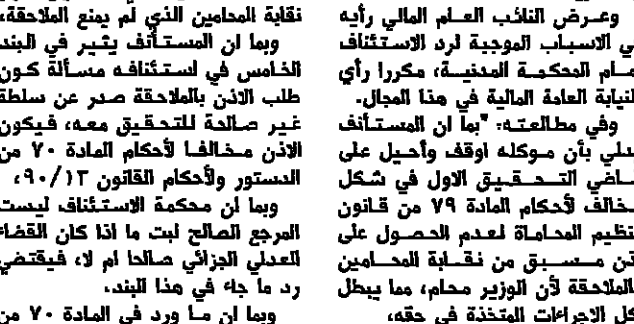 وعرض النائب العام المالي رأيه
في الاسباب الموجبة لرد الاستئناف
امام المحكمة المدنية، مكررا رأي
النيابة العامة المالية في هذا المجال.
وفي مطالعته: "بما ان المستأنف
يدلي بأن موكله اوقف وأحيل على
قاضي التحقيق الاول في شكل
مخالف لأحكام المادة ٧٩ من قانون
تنظيم المحاماة لعدم الحصول على
اذن مسبق من نقابة المحامين
بالملاحقة لأن الوزير محام، مما يبطل
كل الاجراءات المتخذة في حقه،
نقابة المحامين الذي لم يمنع الملاحقة،
وبما ان المستأنف يثير في البند
الخامس في استئنافه مسألة كون
طلب الاذن بالملاحقة صدر عن سلطة
غير صالحة للتحقيق معه، فيكون
الاذن مخالفا لأحكام المادة ٧٠ من
الدستور ولأحكام القانون ٩٠/١٣،
وبما ان محكمة الاستئناف ليست
المرجع الصالح لبت ما اذا كان القضاء
العدلي الجزائي صالحا ام لا، فيقتضي
رد ما جاء في هذا البند.
وبما ان ما ورد في المادة ٧٠ من